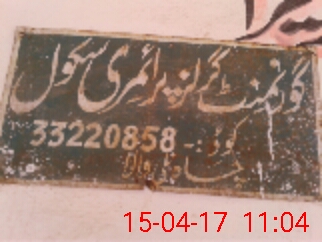 گورنمنٹ گرلز پرائمری سکول
کوڈ:- 33220858
15-04-17 11:04